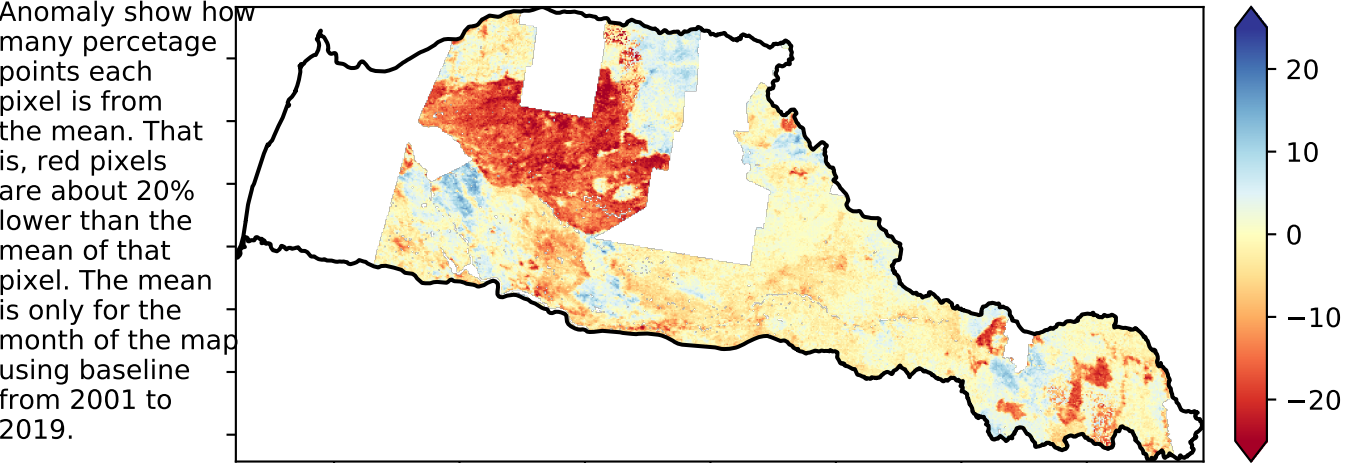 Anomaly show how
many percetage
points each
pixel is from
the mean. That
is, red pixels
are about 20%
lower than the
mean of that
pixel. The mean
is only for the
month of the map
using baseline
from 2001 to
2019.
20
10
0
−10
−20